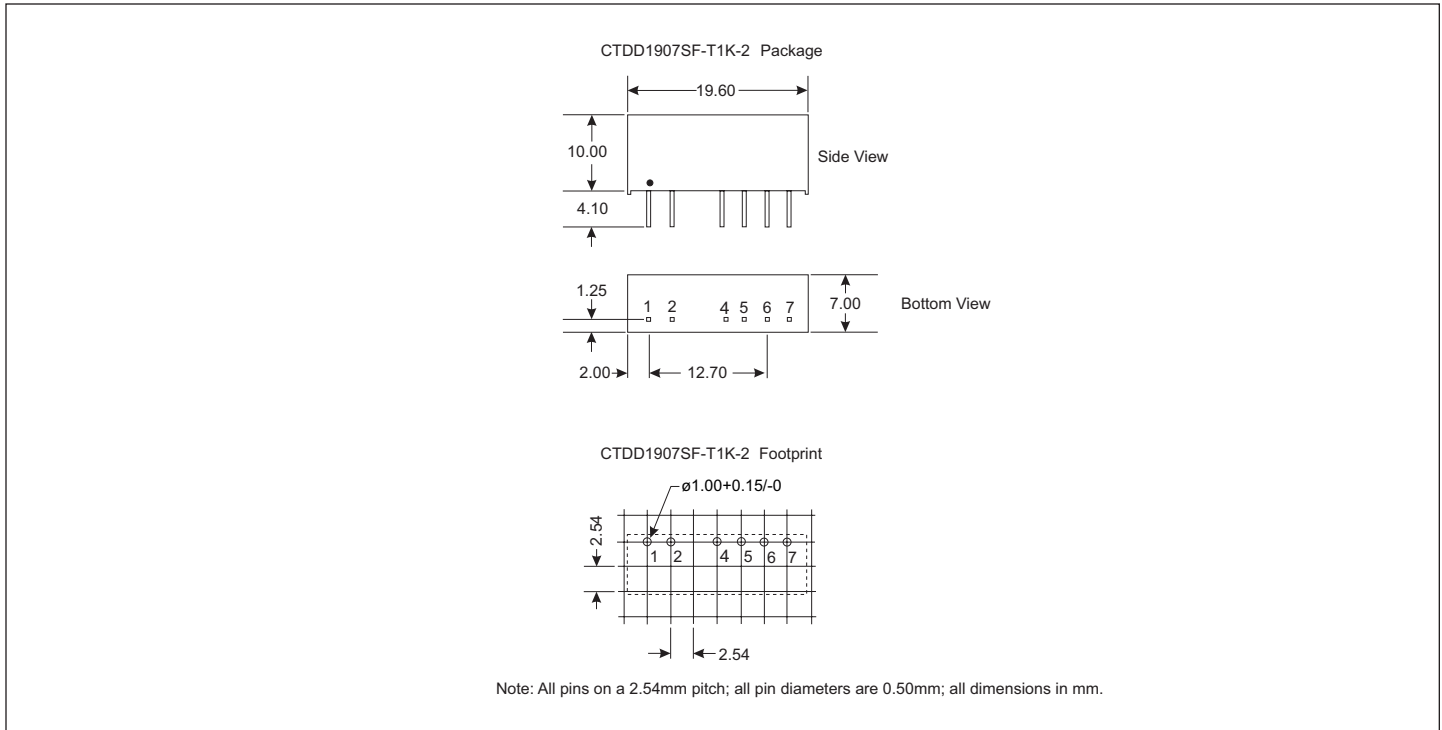 CTDD1907SF-T1K-2 Package
19.60
10.00
Side View
4.10
1.25
1 2 4 5 6 7
7.00
Bottom View
2.00
12.70
CTDD1907SF-T1K-2 Footprint
ø1.00+0.15/-0
2.54
1 2 4 5 6 7
2.54
Note: All pins on a 2.54mm pitch; all pin diameters are 0.50mm; all dimensions in mm.